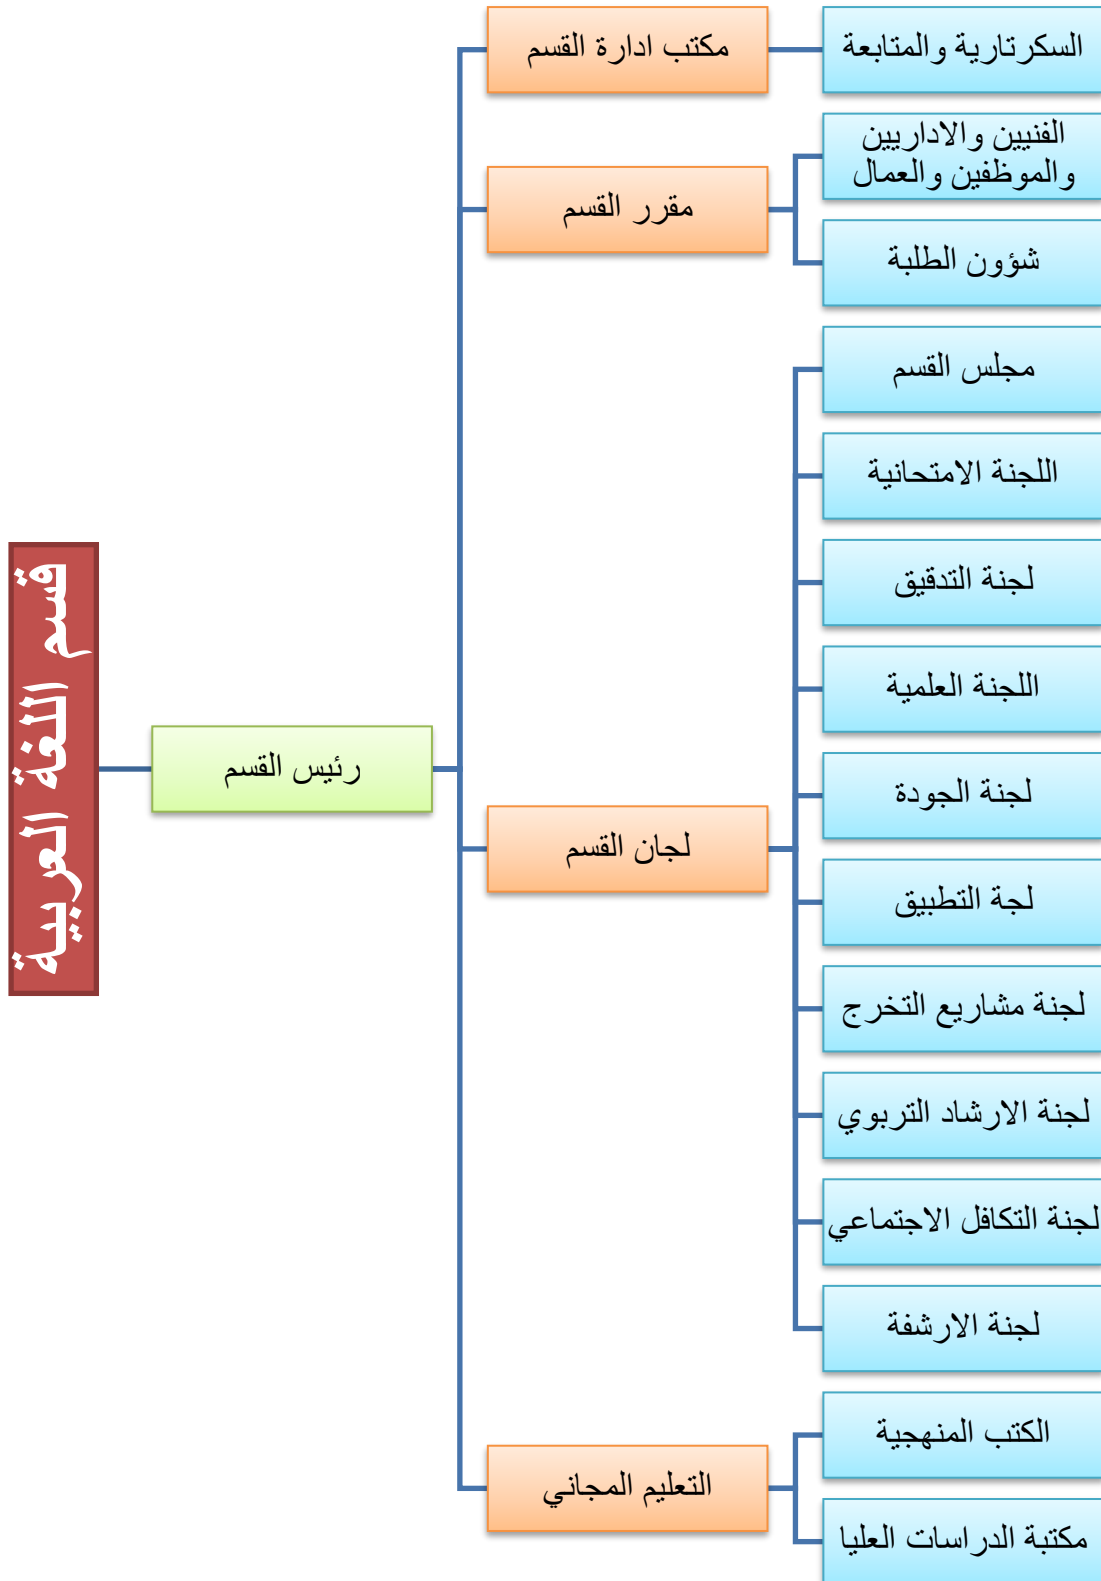 قسم اللغة العربية
رئيس القسم
مكتب ادارة القسم
السكرتارية والمتابعة
مقرر القسم
الفنيين والاداريين
والموظفين والعمال
شؤون الطلبة
لجان القسم
مجلس القسم
اللجنة الامتحانية
لجنة التدقيق
اللجنة العلمية
لجنة الجودة
لجة التطبيق
لجنة مشاريع التخرج
لجنة الارشاد التربوي
لجنة التكافل الاجتماعي
لجنة الارشفة
التعليم المجاني
الكتب المنهجية
مكتبة الدراسات العليا